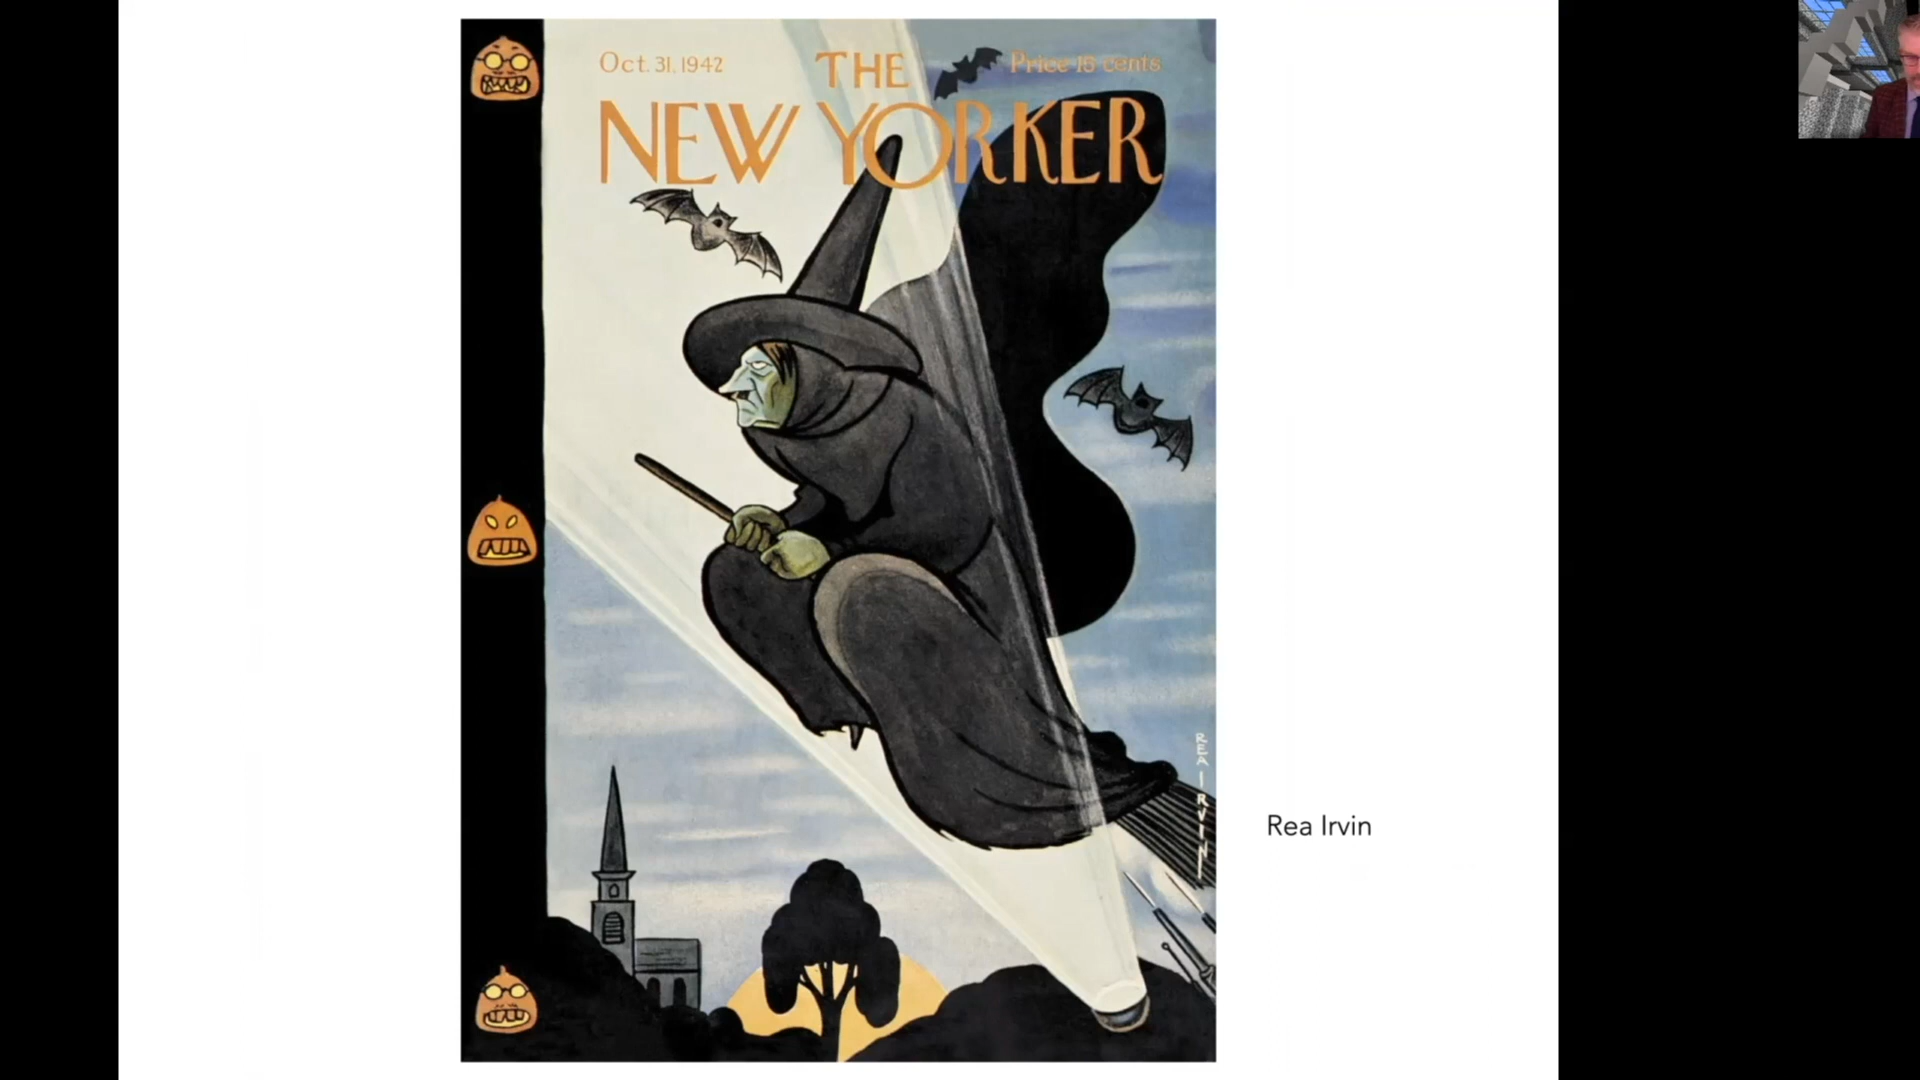 Oct. 31, 1942
THE
Price 15 cents
NEW YORKER
REA IRVIN
Rea Irvin